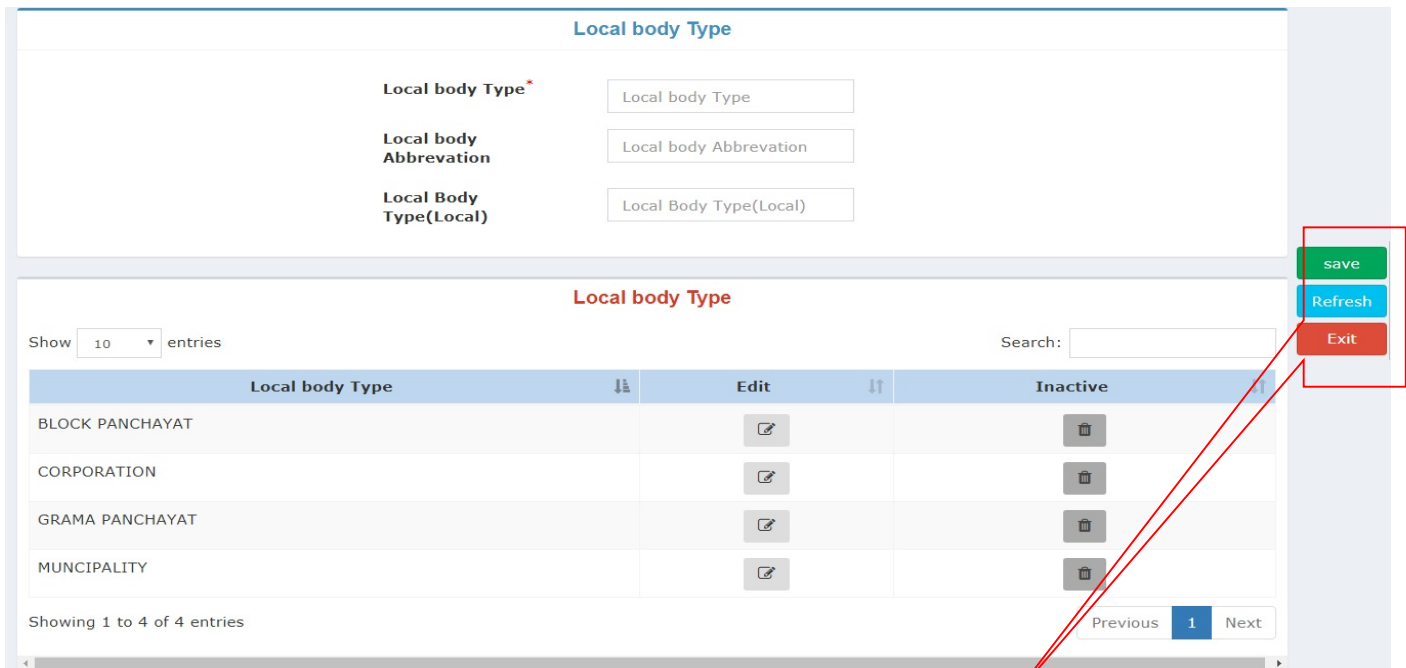 Local body Type
Local body Type* Local body Type
Local body
Abbrevation
Local body Abbrevation
Local Body
Type(Local)
Local Body Type(Local)
save
Refresh
Exit
Local body Type
Show 10 entries Search:
Local body Type Edit Inactive
BLOCK PANCHAYAT
CORPORATION
GRAMA PANCHAYAT
MUNCIPALITY
Showing 1 to 4 of 4 entries Previous 1 Next